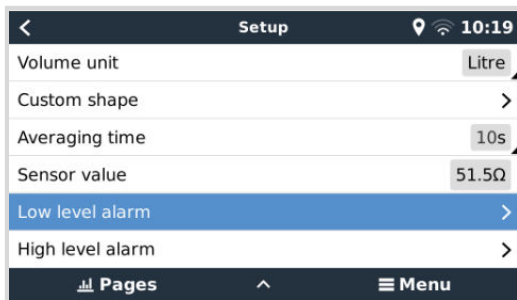 Setup 10:19
Volume unit Litre
Custom shape
Averaging time 10s
Sensor value 51.5Ω
Low level alarm
High level alarm
Pages Menu